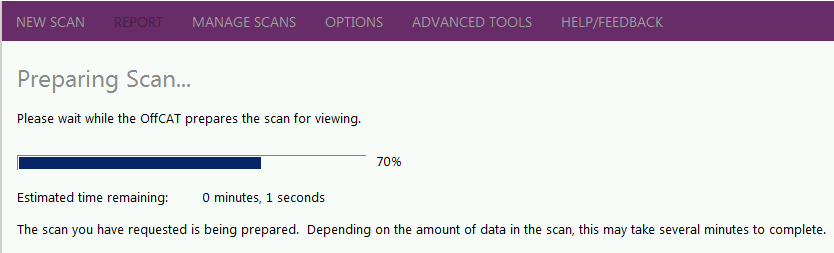 NEW SCAN REPORT MANAGE SCANS OPTIONS ADVANCED TOOLS HELP/FEEDBACK
Preparing Scan...
Please wait while the OffCAT prepares the scan for viewing.
70%
Estimated time remaining: 0 minutes, 1 seconds
The scan you have requested is being prepared. Depending on the amount of data in the scan, this may take several minutes to complete.